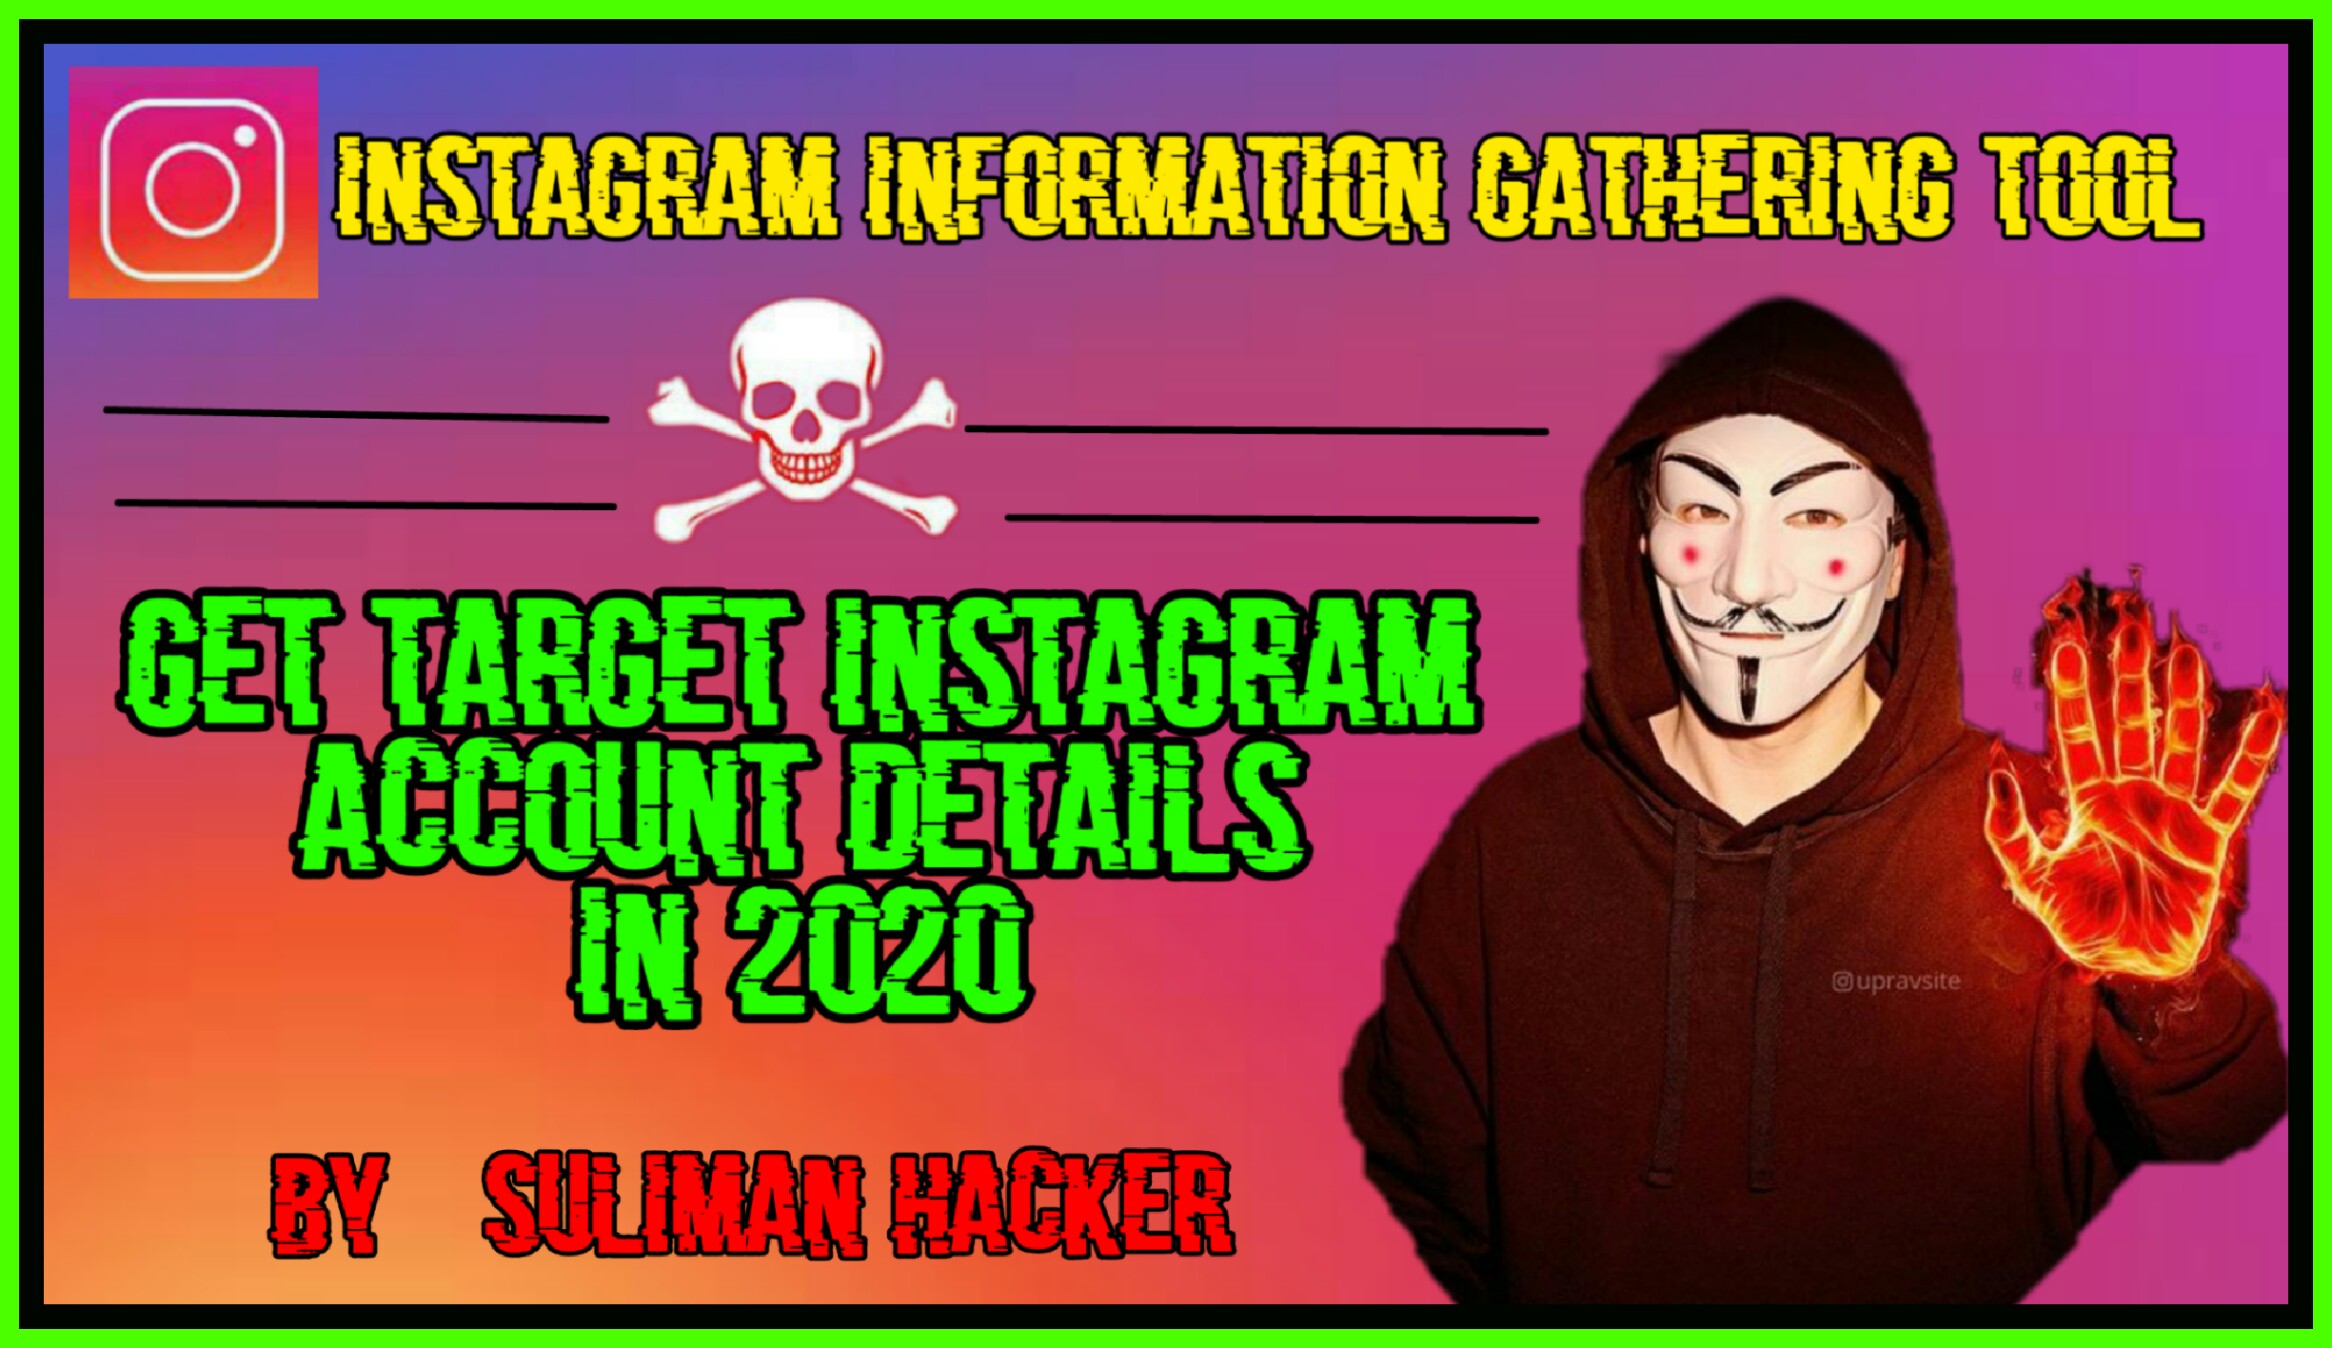 INSTAGRAM INFORMATION GATHERING TOOL
GET TARGET INSTAGRAM
ACCOUNT DETAILS
IN 2020
@upravsite
BY SULIMAN HACKER